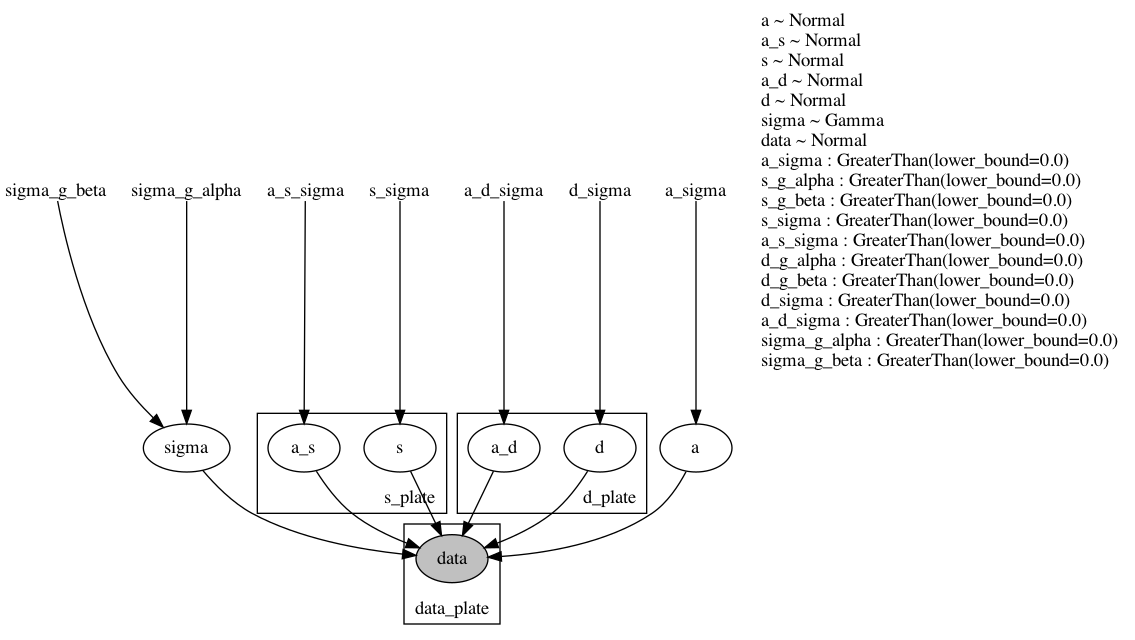 a ~ Normal
a_s ~ Normal
s ~ Normal
a_d ~ Normal
d ~ Normal
sigma ~ Gamma
data ~ Normal
a_sigma : GreaterThan(lower_bound=0.0)
s_g_alpha : GreaterThan(lower_bound=0.0)
s_g_beta : GreaterThan(lower_bound=0.0)
s_sigma : GreaterThan(lower_bound=0.0)
a_s_sigma : GreaterThan(lower_bound=0.0)
d_g_alpha : GreaterThan(lower_bound=0.0)
d_g_beta : GreaterThan(lower_bound=0.0)
d_sigma : GreaterThan(lower_bound=0.0)
a_d_sigma : GreaterThan(lower_bound=0.0)
sigma_g_alpha : GreaterThan(lower_bound=0.0)
sigma_g_beta : GreaterThan(lower_bound=0.0)
sigma_g_beta sigma_g_alpha a_s_sigma s_sigma a_d_sigma d_sigma a_sigma
sigma a_s s a_d d a
s_plate d_plate
data
data_plate